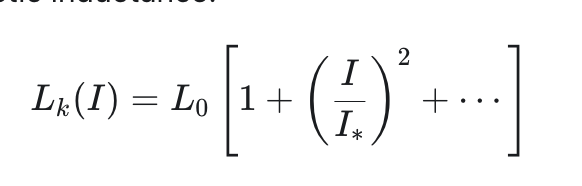 L_k(I) = L_0 [1 + (I/I_*)^2 + ⋯]